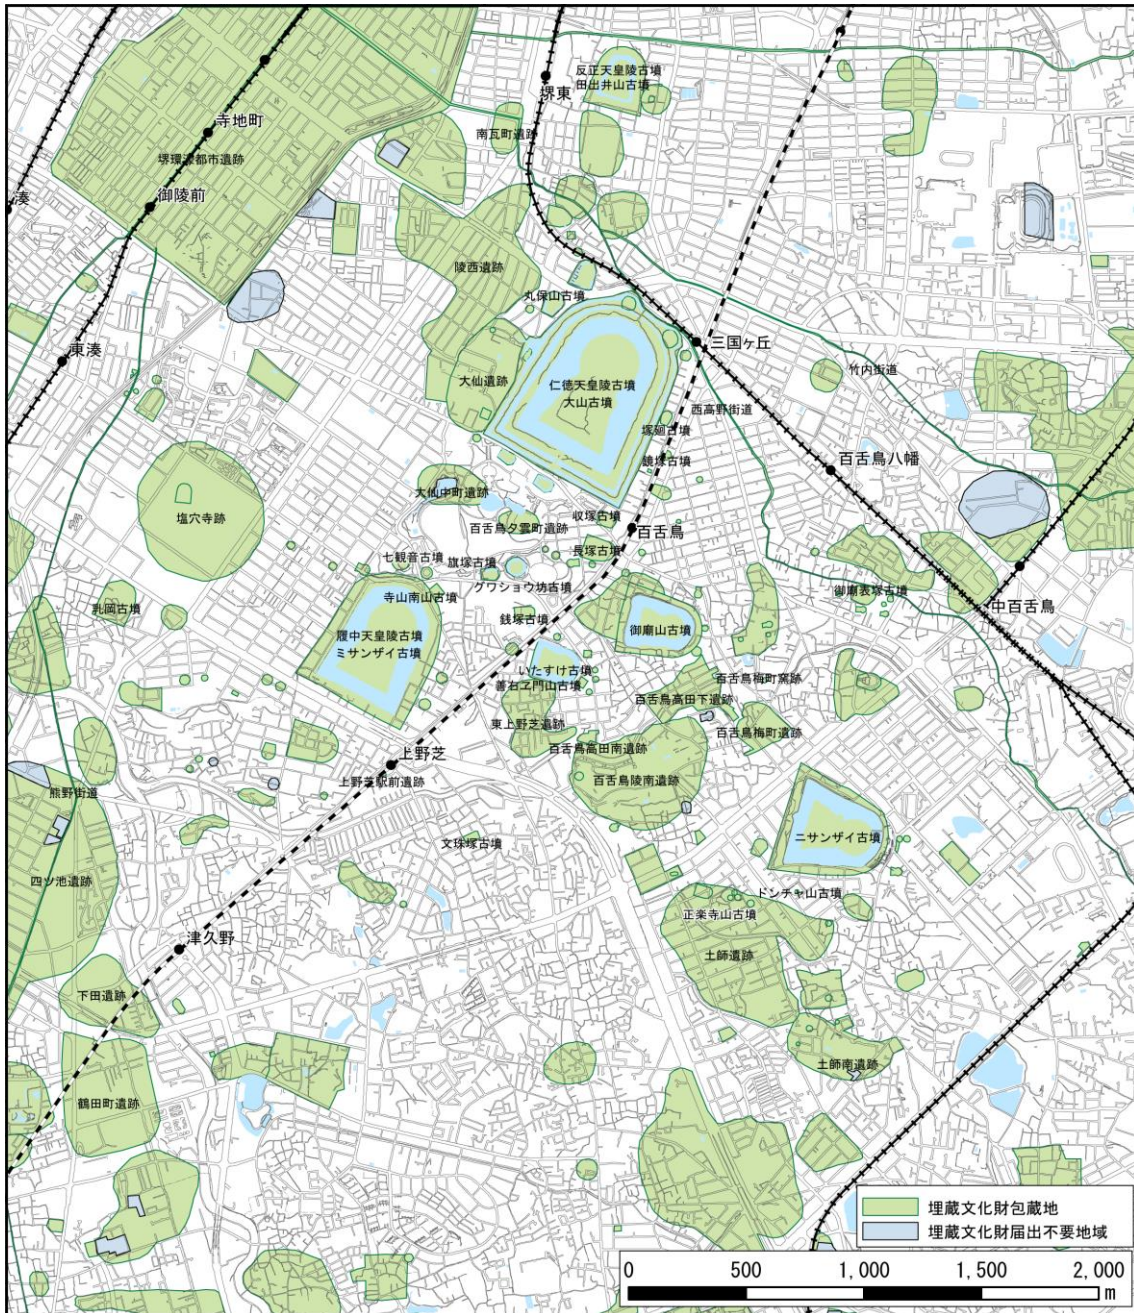 反正天皇陵古墳
田出井山古墳
堺東
寺地町
南瓦町遺跡
堺環濠都市遺跡
湊
御陵前
陵西遺跡
丸保山古墳
三国ヶ丘
東湊
竹内街道
大仙遺跡
仁徳天皇陵古墳
大山古墳
西高野街道
塚廻古墳
鏡塚古墳
百舌鳥八幡
大仙中町遺跡
塩穴寺跡
収塚古墳
百舌鳥夕雲町遺跡
百舌鳥
長塚古墳
七観音古墳
旗塚古墳
グワショウ坊古墳
御廟表塚古墳
中百舌鳥
寺山南山古墳
乳岡古墳
銭塚古墳
御廟山古墳
履中天皇陵古墳
ミサンザイ古墳
いたすけ古墳
善右ヱ門山古墳
百舌鳥梅町窯跡
百舌鳥高田下遺跡
東上野芝遺跡
百舌鳥梅町遺跡
百舌鳥高田南遺跡
上野芝
上野芝駅前遺跡
百舌鳥陵南遺跡
熊野街道
ニサンザイ古墳
文珠塚古墳
四ツ池遺跡
ドンチャ山古墳
正楽寺山古墳
津久野
土師遺跡
下田遺跡
土師南遺跡
鶴田町遺跡
埋蔵文化財包蔵地
埋蔵文化財届出不要地域
0 500 1,000 1,500 2,000
m